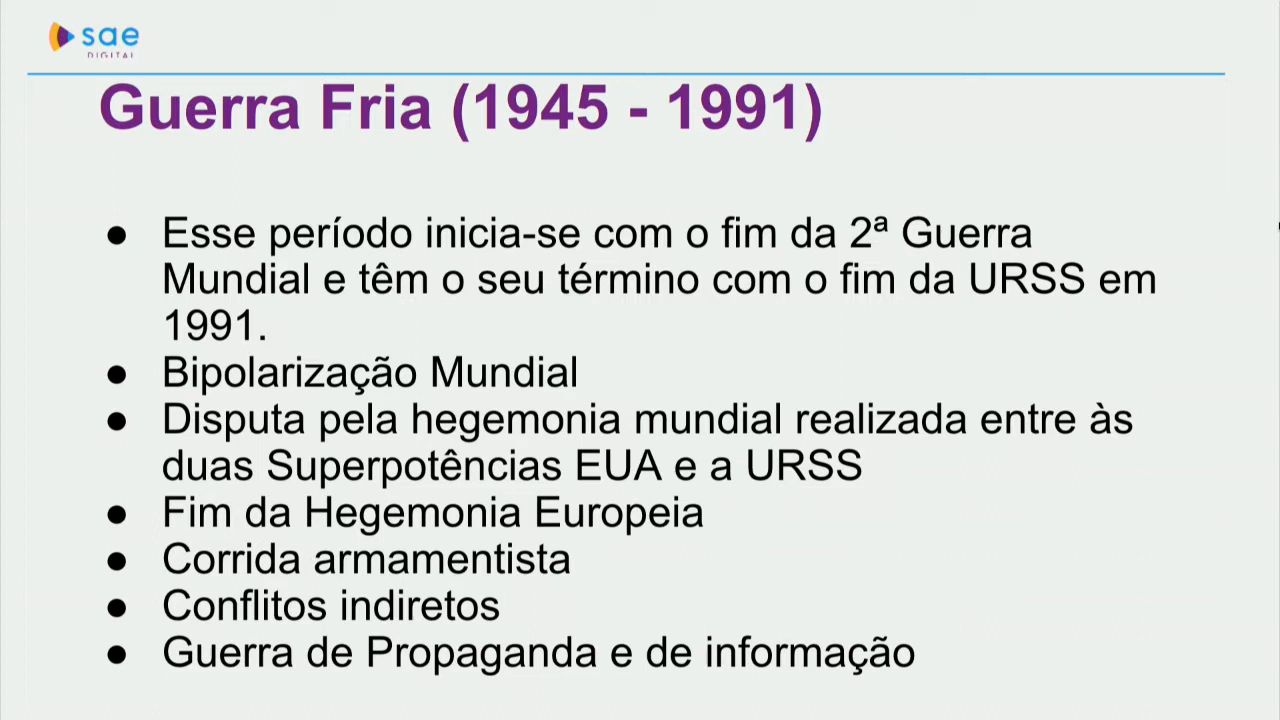 sae
DIGITAL
Guerra Fria (1945 - 1991)
● Esse período inicia-se com o fim da 2ª Guerra
Mundial e têm o seu término com o fim da URSS em
1991.
● Bipolarização Mundial
● Disputa pela hegemonia mundial realizada entre às
duas Superpotências EUA e a URSS
● Fim da Hegemonia Europeia
● Corrida armamentista
● Conflitos indiretos
● Guerra de Propaganda e de informação